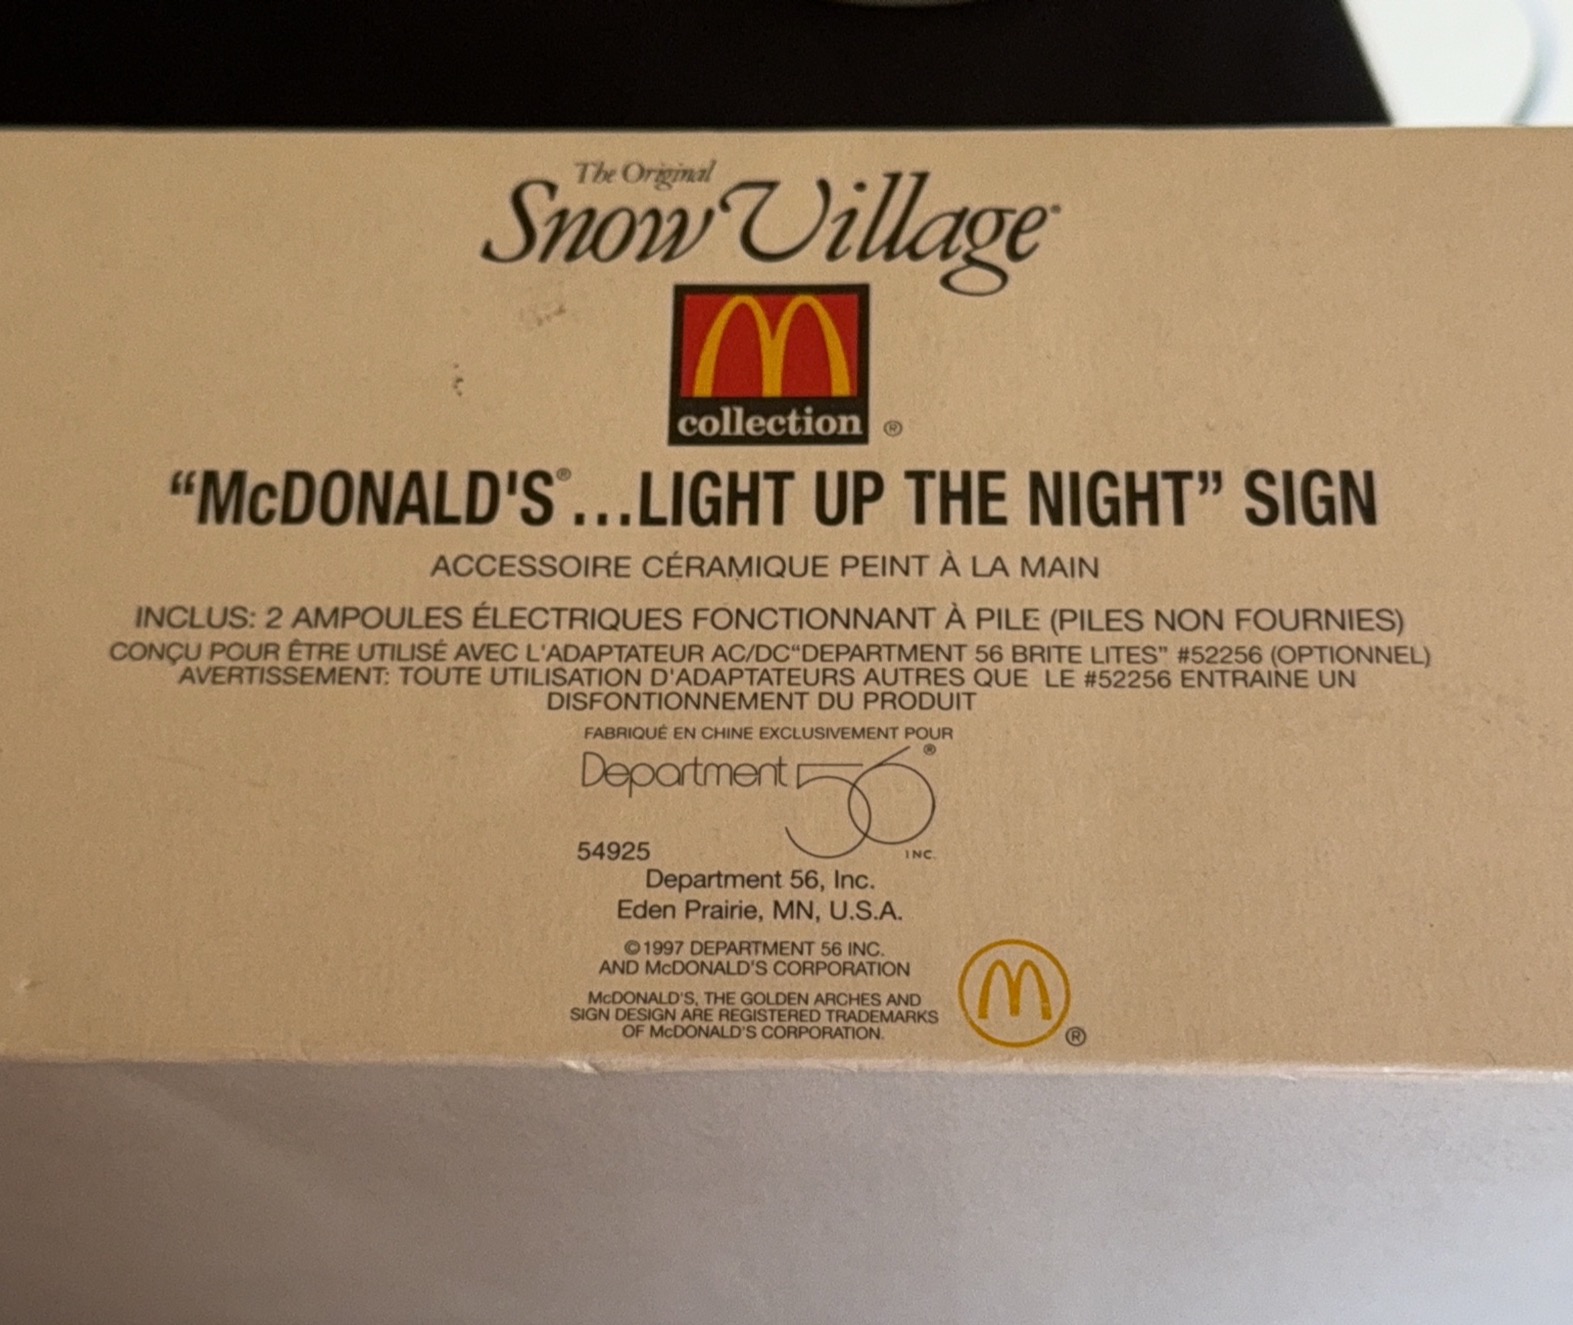 The Original
Snow Village®
collection ®
“McDONALD'S®...LIGHT UP THE NIGHT” SIGN
ACCESSOIRE CÉRAMIQUE PEINT À LA MAIN
INCLUS: 2 AMPOULES ÉLECTRIQUES FONCTIONNANT À PILE (PILES NON FOURNIES)
CONÇU POUR ÊTRE UTILISÉ AVEC L'ADAPTATEUR AC/DC“DEPARTMENT 56 BRITE LITES” #52256 (OPTIONNEL)
AVERTISSEMENT: TOUTE UTILISATION D'ADAPTATEURS AUTRES QUE LE #52256 ENTRAINE UN
DISFONTIONNEMENT DU PRODUIT
FABRIQUÉ EN CHINE EXCLUSIVEMENT POUR
Department 56®
INC.
54925
Department 56, Inc.
Eden Prairie, MN, U.S.A.
©1997 DEPARTMENT 56 INC.
AND McDONALD'S CORPORATION
McDONALD'S, THE GOLDEN ARCHES AND
SIGN DESIGN ARE REGISTERED TRADEMARKS
OF McDONALD'S CORPORATION.
®